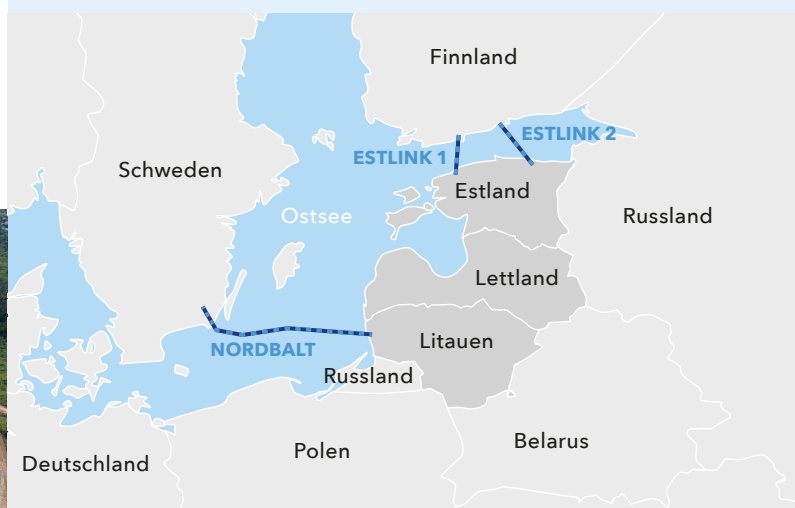 Finnland
ESTLINK 2
ESTLINK 1
Schweden
Estland
Ostsee
Russland
Lettland
Litauen
NORDBALT
Russland
Belarus
Polen
Deutschland